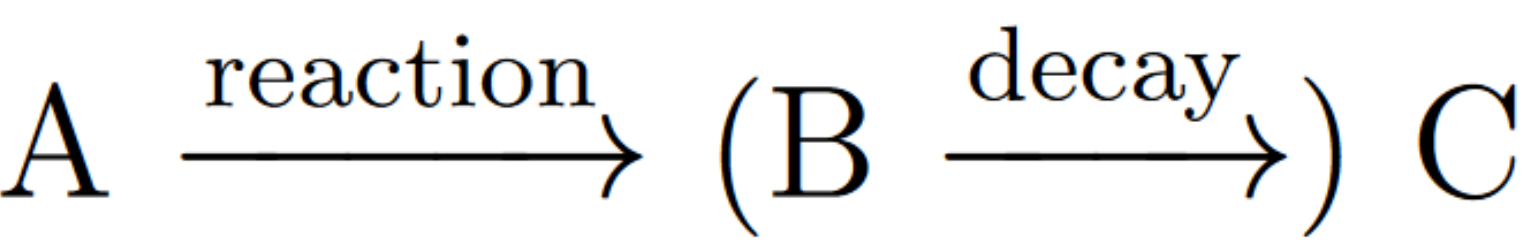 A reaction⟶ (B decay⟶) C